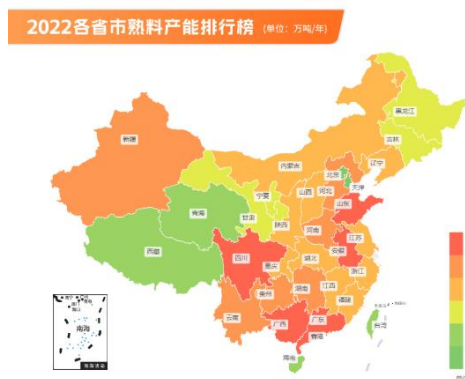 2022各省市熟料产能排行榜 (单位：万吨/年)
黑龙江
吉林
新疆
内蒙古
辽宁
北京
天津
宁夏
山西
河北
山东
青海
甘肃
陕西
河南
江苏
西藏
四川
重庆
湖北
安徽
浙江
贵州
湖南
江西
福建
云南
广西
广东
香港
台湾
海南
南海